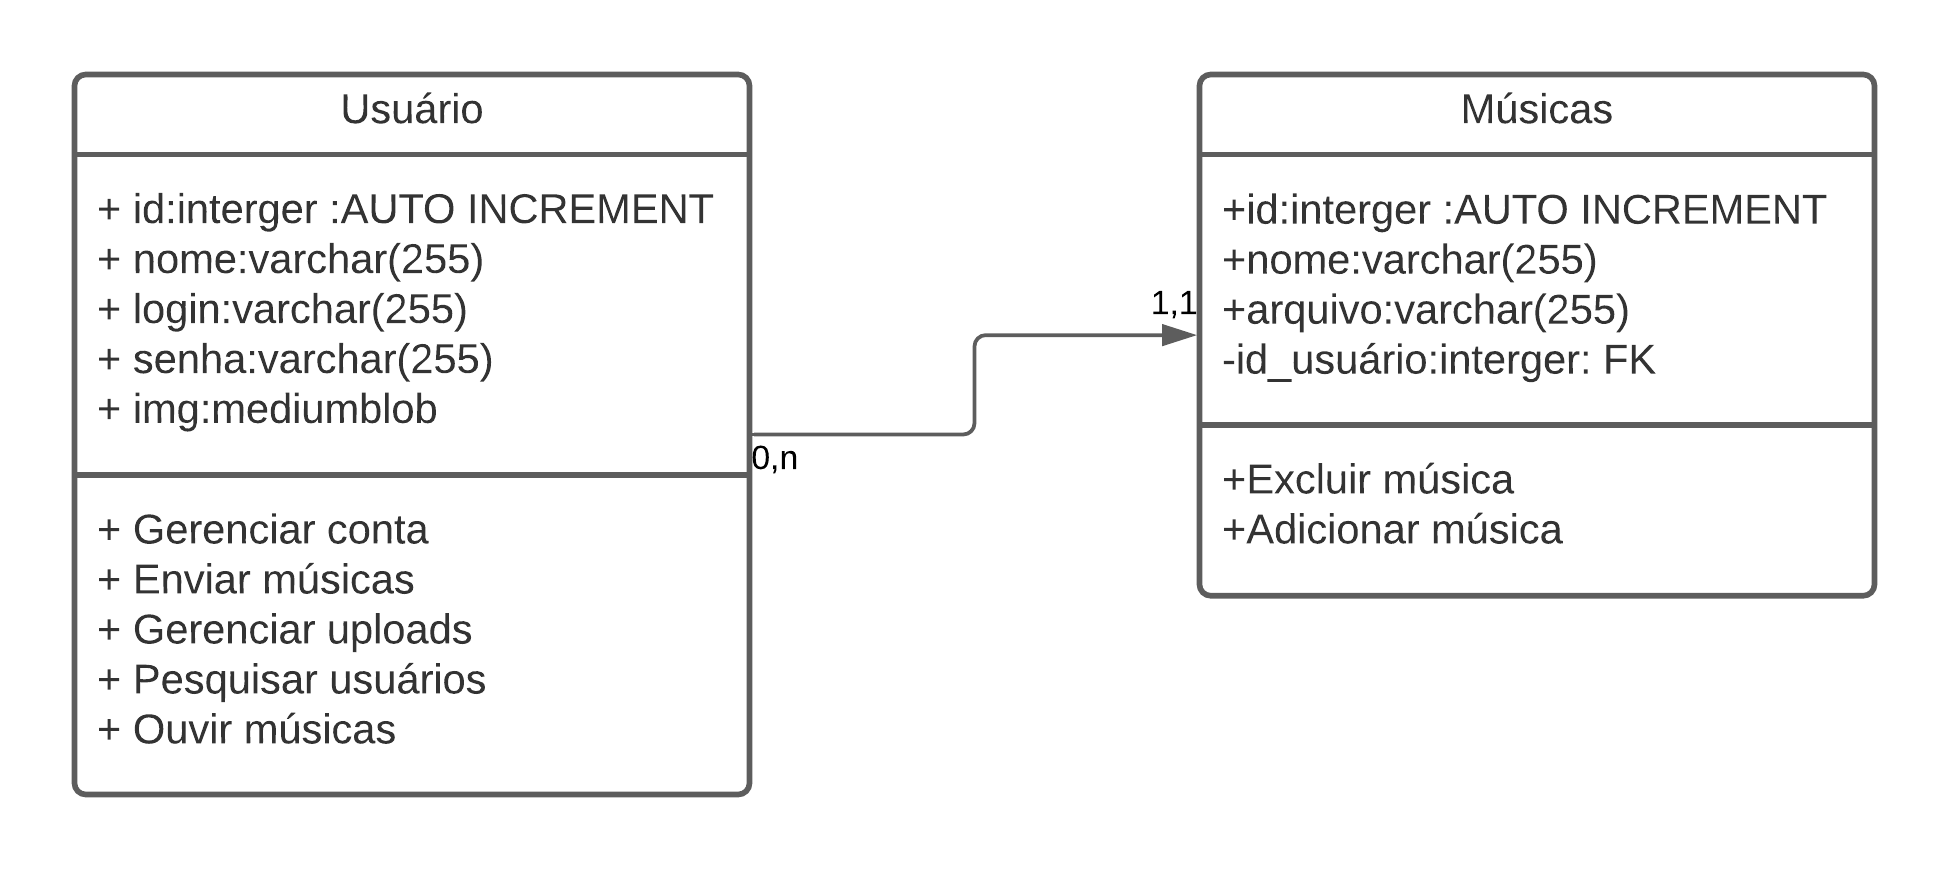 Usuário
+ id:interger :AUTO INCREMENT
+ nome:varchar(255)
+ login:varchar(255)
+ senha:varchar(255)
+ img:mediumblob
+ Gerenciar conta
+ Enviar músicas
+ Gerenciar uploads
+ Pesquisar usuários
+ Ouvir músicas
0,n
1,1
Músicas
+id:interger :AUTO INCREMENT
+nome:varchar(255)
+arquivo:varchar(255)
-id_usuário:interger: FK
+Excluir música
+Adicionar música